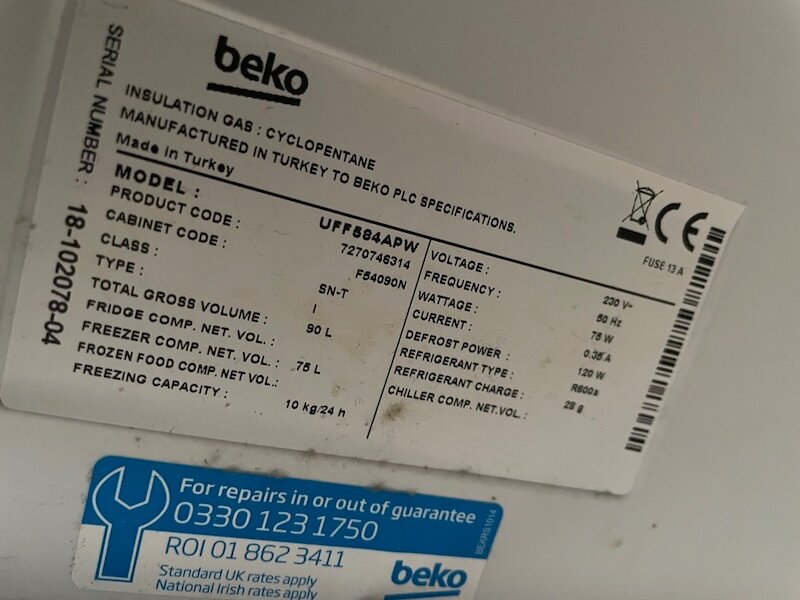 beko
INSULATION GAS : CYCLOPENTANE
MANUFACTURED IN TURKEY TO BEKO PLC SPECIFICATIONS.
Made in Turkey
SERIAL NUMBER : 18-102078-04
MODEL : UFF584APW
PRODUCT CODE : 7270746314
CABINET CODE : F54090N
CLASS : SN-T
TYPE : I
TOTAL GROSS VOLUME : 90 L
FRIDGE COMP. NET. VOL. :
FREEZER COMP. NET. VOL. : 75 L
FROZEN FOOD COMP. NET VOL.:
FREEZING CAPACITY : 10 kg/24 h
CE
FUSE 13 A
VOLTAGE : 230 V~
FREQUENCY : 50 Hz
WATTAGE : 75 W
CURRENT : 0.35 A
DEFROST POWER : 120 W
REFRIGERANT TYPE : R600a
REFRIGERANT CHARGE : 28 g
CHILLER COMP. NET.VOL. :
For repairs in or out of guarantee
0330 123 1750
ROI 01 862 3411
Standard UK rates apply
National Irish rates apply
beko
BEXRS1014